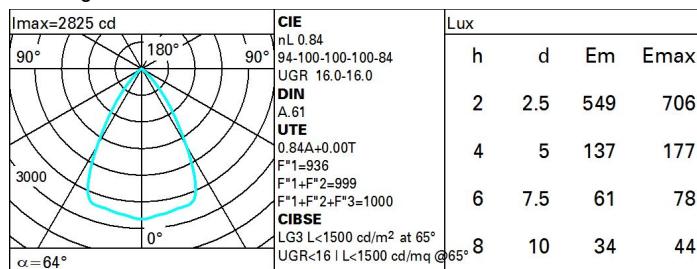 Imax=2825 cd
90°
180°
90°
3000
0°
α=64°
CIE
nL 0.84
94-100-100-100-84
UGR 16.0-16.0
DIN
A.61
UTE
0.84A+0.00T
F"1=936
F"1+F"2=999
F"1+F"2+F"3=1000
CIBSE
LG3 L<1500 cd/m² at 65°
UGR<16 | L<1500 cd/mq @65°
Lux
h d Em Emax
2 2.5 549 706
4 5 137 177
6 7.5 61 78
8 10 34 44